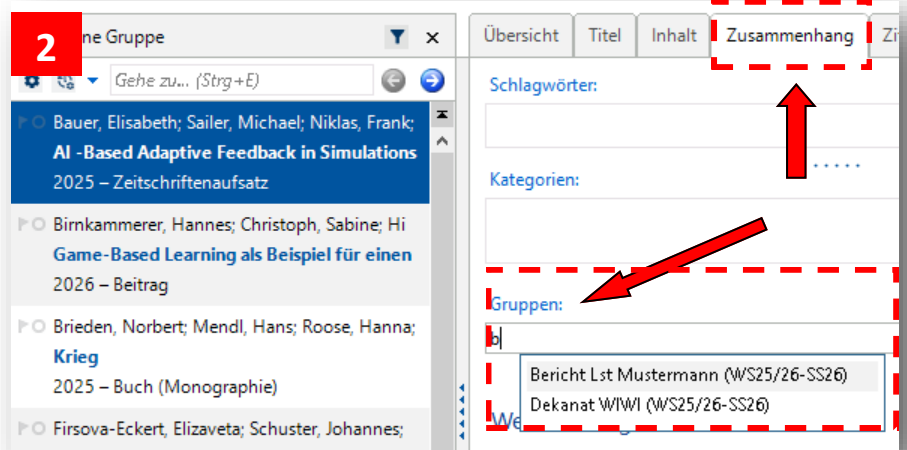 2
ne Gruppe
Gehe zu... (Strg+E)
Bauer, Elisabeth; Sailer, Michael; Niklas, Frank;
AI -Based Adaptive Feedback in Simulations
2025 – Zeitschriftenaufsatz
Birnkammerer, Hannes; Christoph, Sabine; Hi
Game-Based Learning als Beispiel für einen
2026 – Beitrag
Brieden, Norbert; Mendl, Hans; Roose, Hanna;
Krieg
2025 – Buch (Monographie)
Firsova-Eckert, Elizaveta; Schuster, Johannes;
Übersicht Titel Inhalt Zusammenhang Zi
Schlagwörter:
Kategorien:
Gruppen:
b
Bericht Lst Mustermann (WS25/26-SS26)
Dekanat WIWI (WS25/26-SS26)